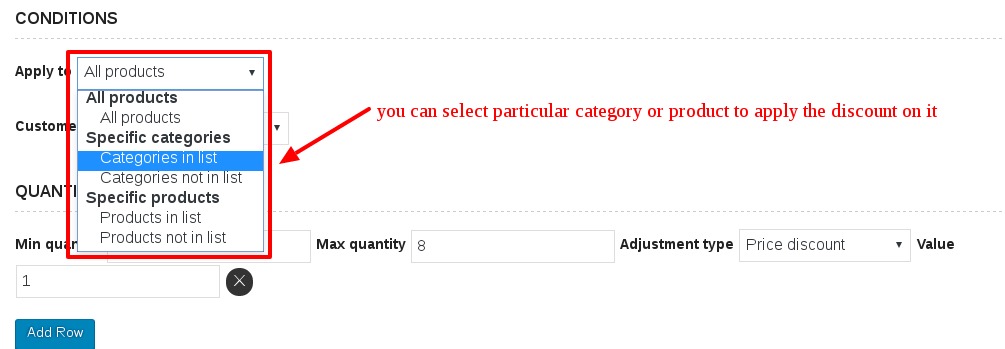 CONDITIONS
Apply to All products
All products
All products
you can select particular category or product to apply the discount on it
Custome
Specific categories
Categories in list
Categories not in list
QUANTI
Specific products
Products in list
Products not in list
Min quan Max quantity 8 Adjustment type Price discount Value
1
Add Row